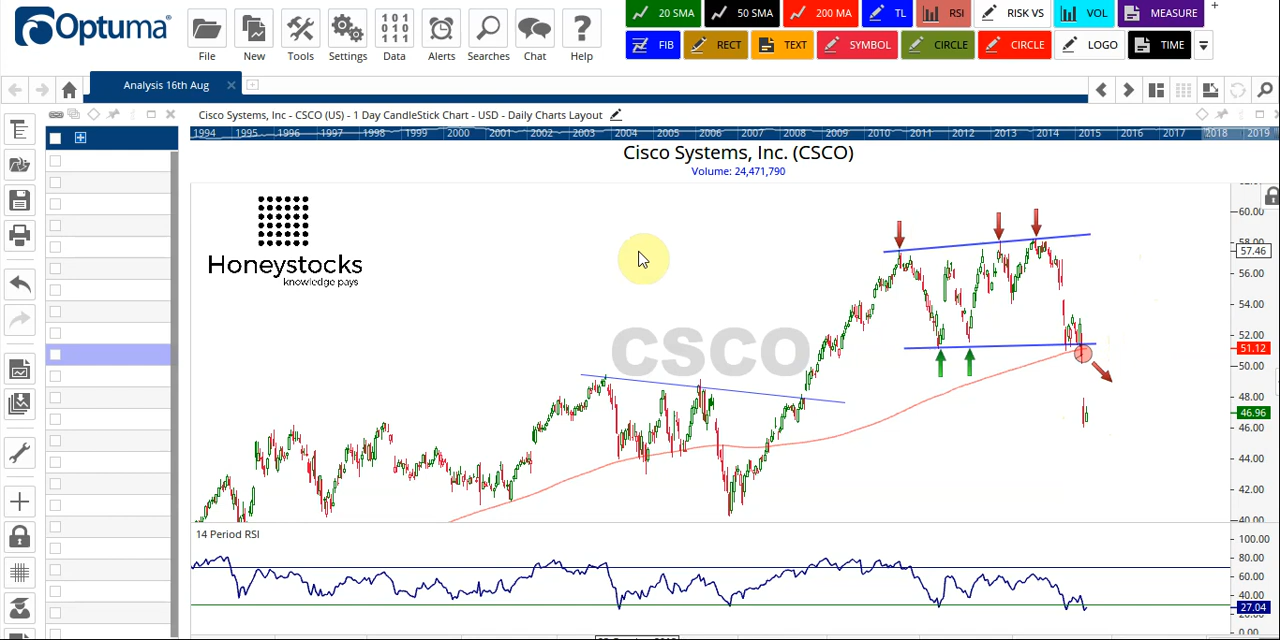 Optuma®
File
New
Tools
Settings
101
010
111
Data
Alerts
Searches
Chat
?
Help
20 SMA
50 SMA
200 MA
TL
RSI
RISK VS
VOL
MEASURE
+
FIB
RECT
TEXT
SYMBOL
CIRCLE
CIRCLE
LOGO
TIME
Analysis 16th Aug
Cisco Systems, Inc - CSCO (US) - 1 Day CandleStick Chart - USD - Daily Charts Layout
1994 1995 1996 1997 1998 1999 2000 2001 2002 2003 2004 2005 2006 2007 2008 2009 2010 2011 2012 2013 2014 2015 2016 2017 2018 2019
Cisco Systems, Inc. (CSCO)
Volume: 24,471,790
Honeystocks
knowledge pays
CSCO
60.00
58.00
57.46
56.00
54.00
52.00
51.12
50.00
48.00
46.96
46.00
44.00
42.00
40.00
14 Period RSI
100.00
80.00
60.00
40.00
27.04
20.00
0.00